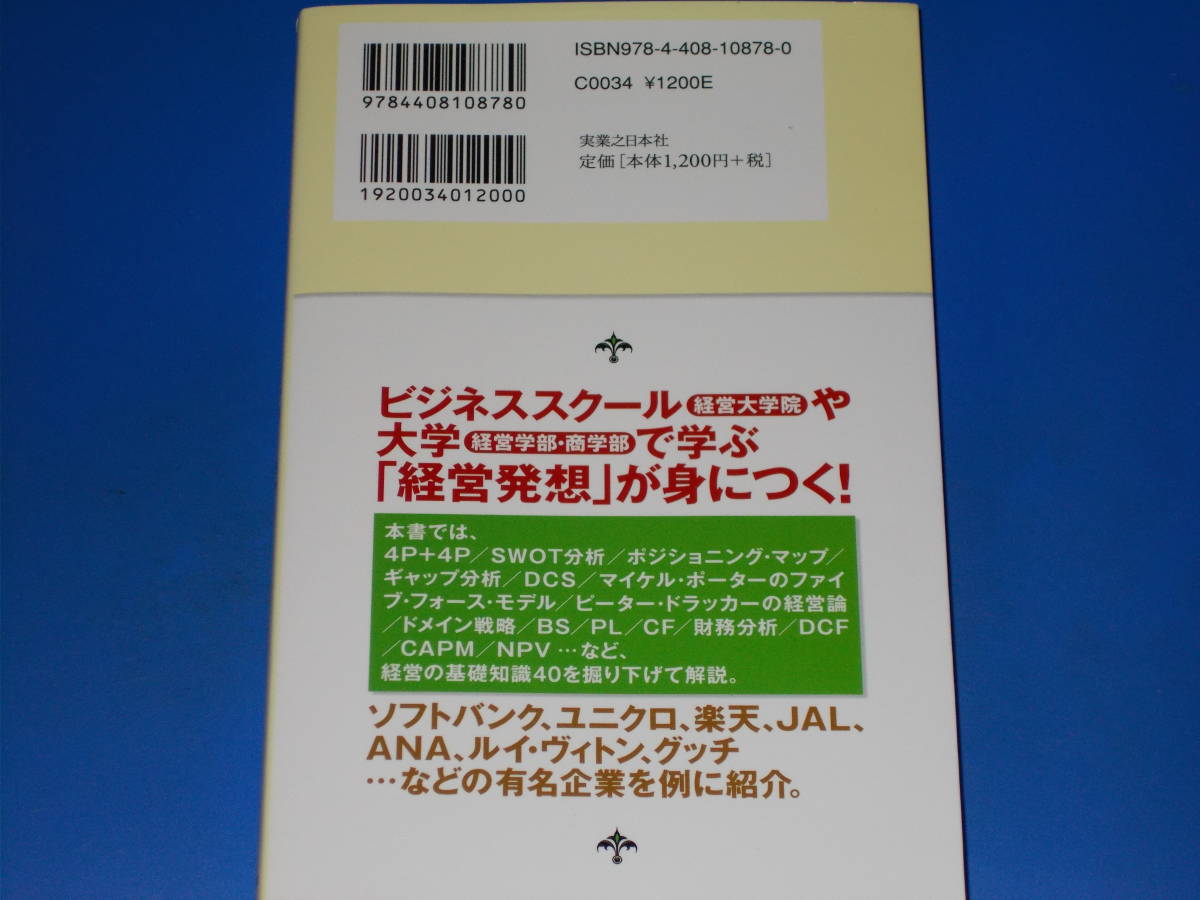 ISBN978-4-408-10878-0
C0034 ¥1200E
9784408108780
実業之日本社
定価[本体1,200円+税]
1920034012000
ビジネススクール 経営大学院 や
大学 経営学部・商学部 で学ぶ
「経営発想」が身につく!
本書では、
4P+4P/SWOT分析/ポジショニング・マップ/
ギャップ分析/DCS/マイケル・ポーターのファイ
ブ・フォース・モデル/ピーター・ドラッカーの経営論
/ドメイン戦略/BS/PL/CF/財務分析/DCF
/CAPM/NPV …など、
経営の基礎知識40を掘り下げて解説。
ソフトバンク、ユニクロ、楽天、JAL、
ANA、ルイ・ヴィトン、グッチ
…などの有名企業を例に紹介。